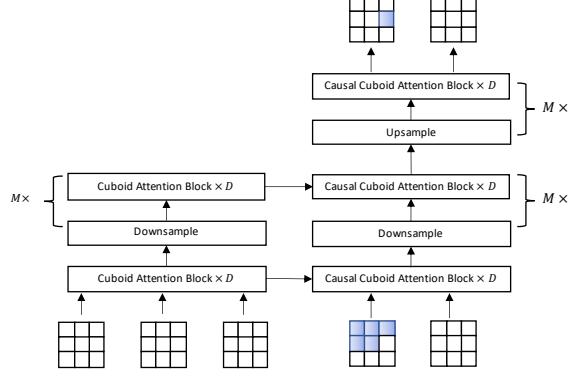 Causal Cuboid Attention Block × D
M ×
Upsample
Cuboid Attention Block × D
Causal Cuboid Attention Block × D
M×
M ×
Downsample
Downsample
Cuboid Attention Block × D
Causal Cuboid Attention Block × D